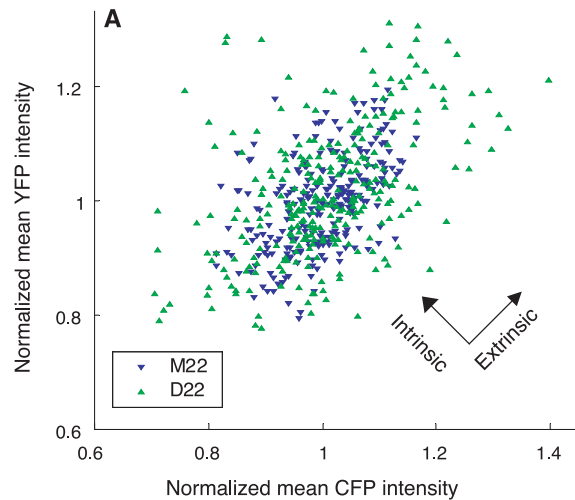 A
Normalized mean YFP intensity
1.2
1
0.8
0.6
Intrinsic
Extrinsic
M22
D22
0.6
0.8
1
1.2
1.4
Normalized mean CFP intensity